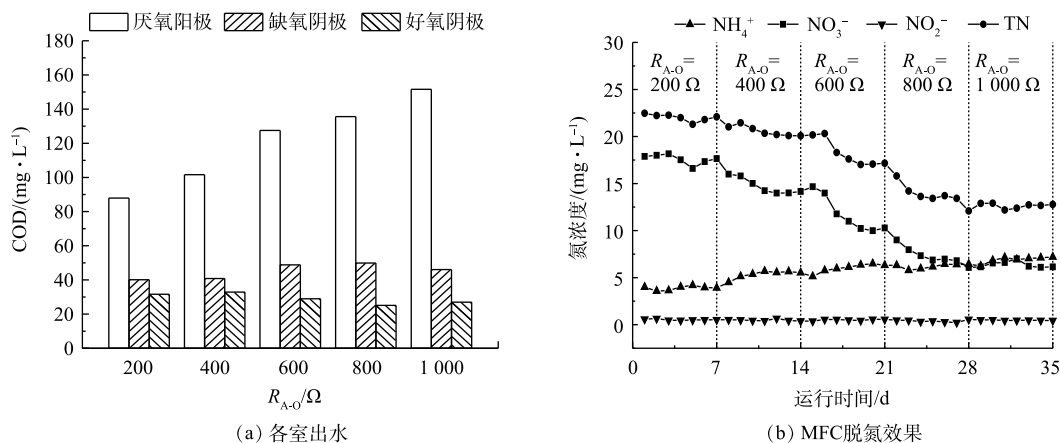 厌氧阳极 缺氧阴极 好氧阴极
180
160
140
120
100
80
60
40
20
0
COD/(mg·L⁻¹)
200 400 600 800 1 000
R_A-O/Ω
(a) 各室出水
NH₄⁺ NO₃⁻ NO₂⁻ TN
R_A-O= R_A-O= R_A-O= R_A-O= R_A-O=
200 Ω 400 Ω 600 Ω 800 Ω 1 000 Ω
30
25
20
15
10
5
0
氮浓度/(mg·L⁻¹)
0 7 14 21 28 35
运行时间/d
(b) MFC脱氮效果